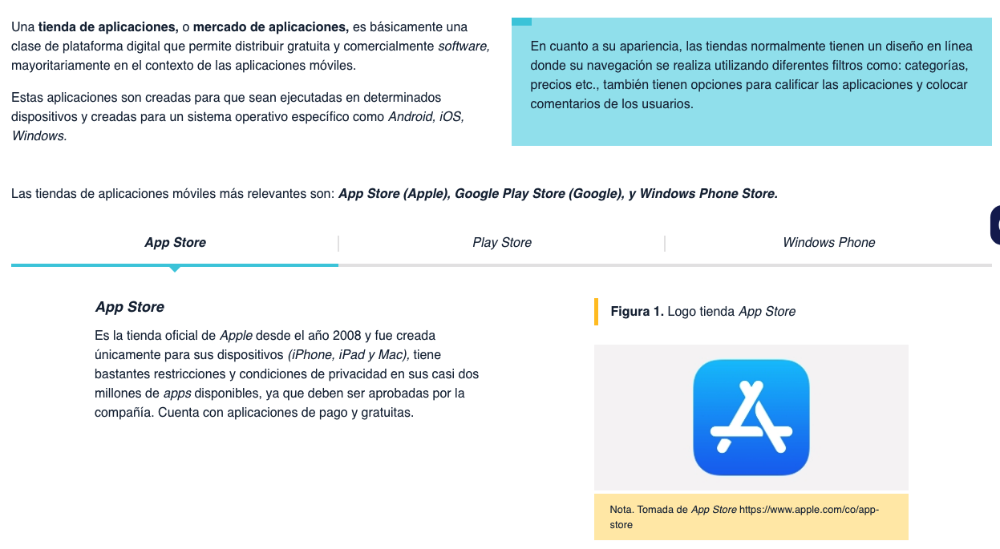 Una tienda de aplicaciones, o mercado de aplicaciones, es básicamente una
clase de plataforma digital que permite distribuir gratuita y comercialmente software,
mayoritariamente en el contexto de las aplicaciones móviles.
Estas aplicaciones son creadas para que sean ejecutadas en determinados
dispositivos y creadas para un sistema operativo específico como Android, iOS,
Windows.
En cuanto a su apariencia, las tiendas normalmente tienen un diseño en línea
donde su navegación se realiza utilizando diferentes filtros como: categorías,
precios etc., también tienen opciones para calificar las aplicaciones y colocar
comentarios de los usuarios.
Las tiendas de aplicaciones móviles más relevantes son: App Store (Apple), Google Play Store (Google), y Windows Phone Store.
App Store
Play Store
Windows Phone
App Store
Es la tienda oficial de Apple desde el año 2008 y fue creada
únicamente para sus dispositivos (iPhone, iPad y Mac), tiene
bastantes restricciones y condiciones de privacidad en sus casi dos
millones de apps disponibles, ya que deben ser aprobadas por la
compañía. Cuenta con aplicaciones de pago y gratuitas.
Figura 1. Logo tienda App Store
Nota. Tomada de App Store https://www.apple.com/co/app-
store